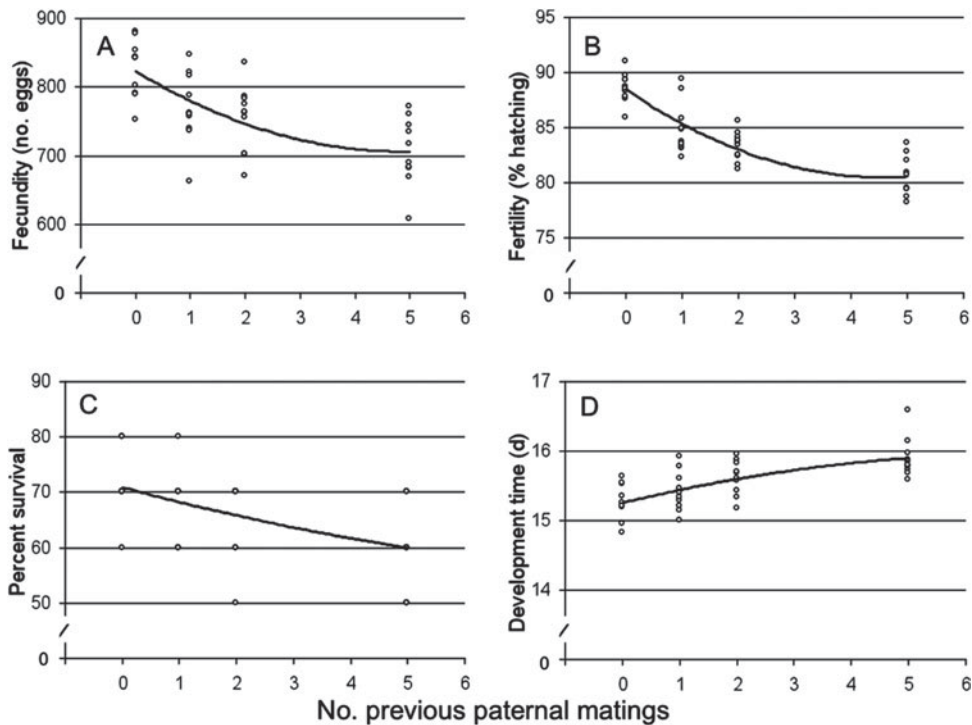 A
Fecundity (no. eggs)
900
800
700
600
0
0 1 2 3 4 5 6
B
Fertility (% hatching)
95
90
85
80
75
0
0 1 2 3 4 5 6
C
Percent survival
90
80
70
60
50
0
0 1 2 3 4 5 6
D
Development time (d)
17
16
15
14
0
0 1 2 3 4 5 6
No. previous paternal matings